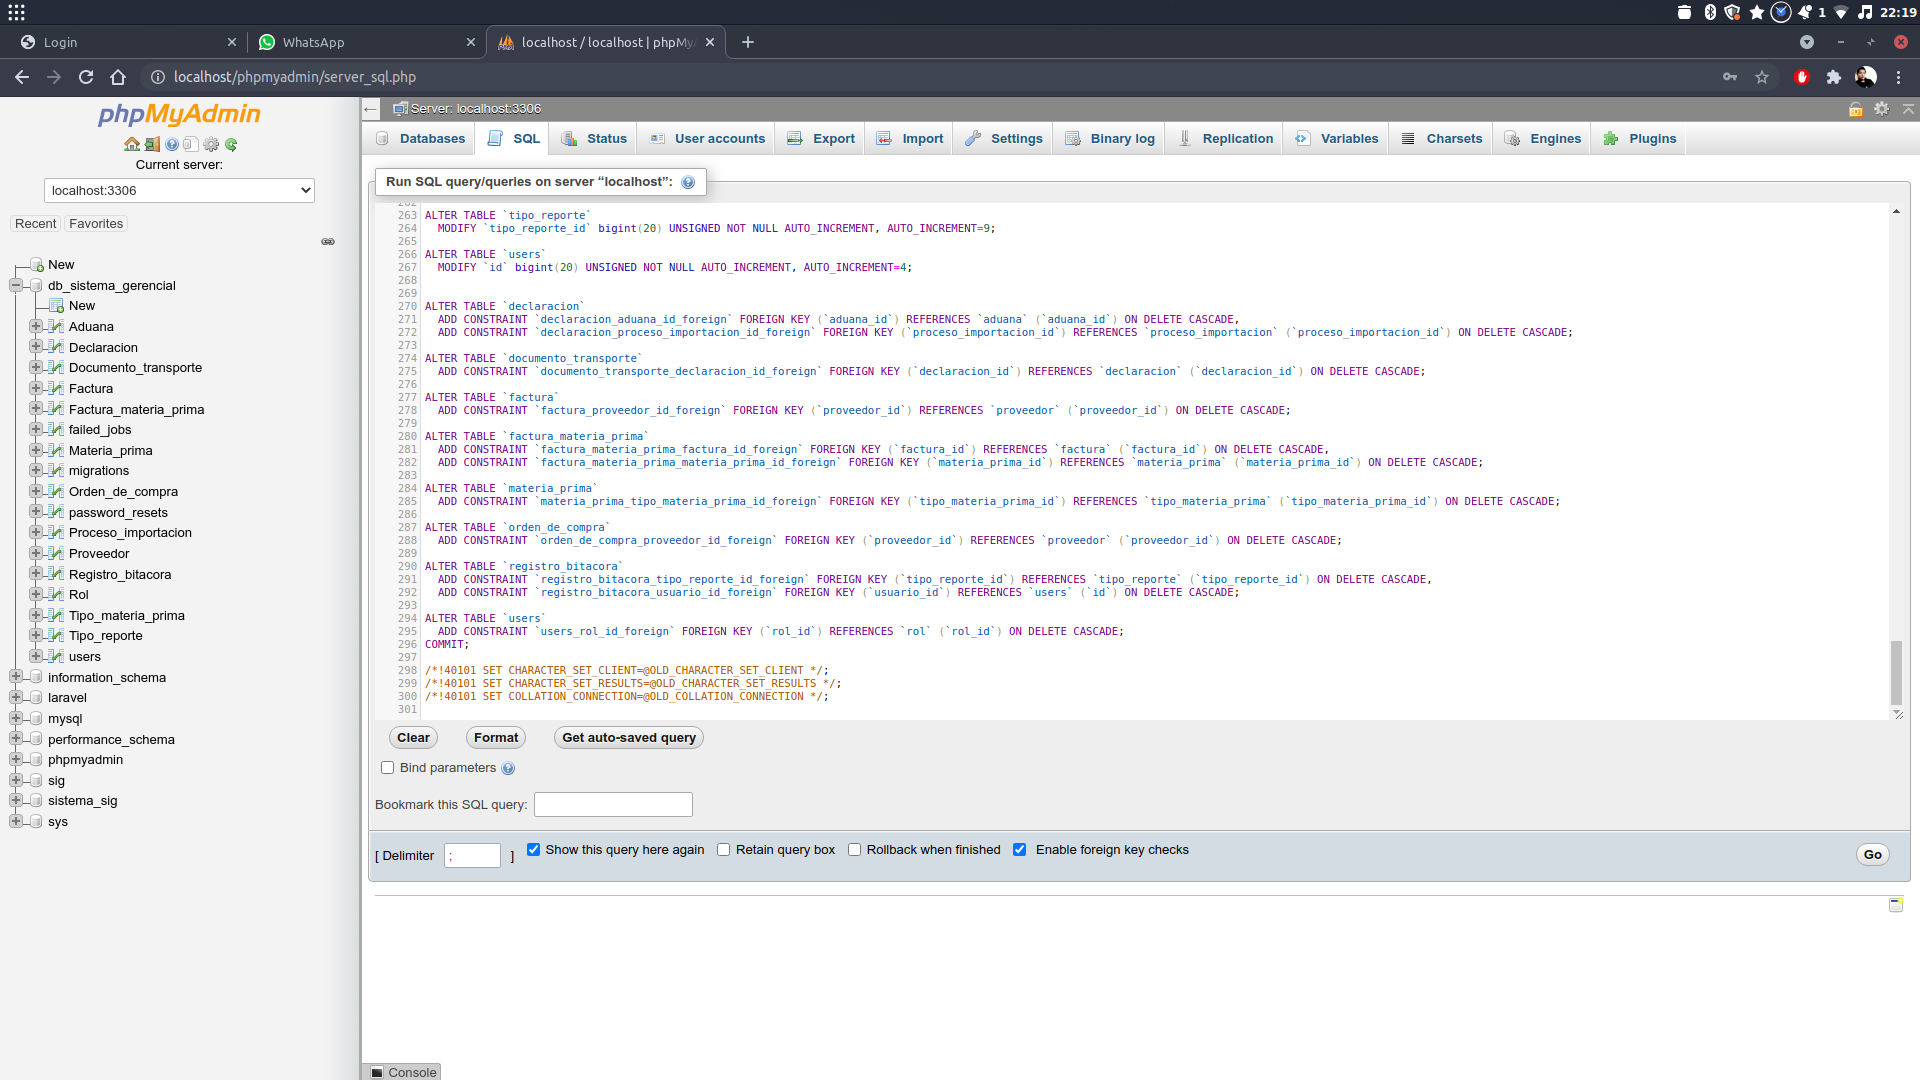 1 22:19
Login
WhatsApp
localhost / localhost | phpMy
localhost/phpmyadmin/server_sql.php
phpMyAdmin
Current server:
localhost:3306
Recent Favorites
New
db_sistema_gerencial
New
Aduana
Declaracion
Documento_transporte
Factura
Factura_materia_prima
failed_jobs
Materia_prima
migrations
Orden_de_compra
password_resets
Proceso_importacion
Proveedor
Registro_bitacora
Rol
Tipo_materia_prima
Tipo_reporte
users
information_schema
laravel
mysql
performance_schema
phpmyadmin
sig
sistema_sig
sys
Server: localhost:3306
Databases SQL Status User accounts Export Import Settings Binary log Replication Variables Charsets Engines Plugins
Run SQL query/queries on server “localhost”:
262
263 ALTER TABLE `tipo_reporte`
264 MODIFY `tipo_reporte_id` bigint(20) UNSIGNED NOT NULL AUTO_INCREMENT, AUTO_INCREMENT=9;
265
266 ALTER TABLE `users`
267 MODIFY `id` bigint(20) UNSIGNED NOT NULL AUTO_INCREMENT, AUTO_INCREMENT=4;
268
269
270 ALTER TABLE `declaracion`
271 ADD CONSTRAINT `declaracion_aduana_id_foreign` FOREIGN KEY (`aduana_id`) REFERENCES `aduana` (`aduana_id`) ON DELETE CASCADE,
272 ADD CONSTRAINT `declaracion_proceso_importacion_id_foreign` FOREIGN KEY (`proceso_importacion_id`) REFERENCES `proceso_importacion` (`proceso_importacion_id`) ON DELETE CASCADE;
273
274 ALTER TABLE `documento_transporte`
275 ADD CONSTRAINT `documento_transporte_declaracion_id_foreign` FOREIGN KEY (`declaracion_id`) REFERENCES `declaracion` (`declaracion_id`) ON DELETE CASCADE;
276
277 ALTER TABLE `factura`
278 ADD CONSTRAINT `factura_proveedor_id_foreign` FOREIGN KEY (`proveedor_id`) REFERENCES `proveedor` (`proveedor_id`) ON DELETE CASCADE;
279
280 ALTER TABLE `factura_materia_prima`
281 ADD CONSTRAINT `factura_materia_prima_factura_id_foreign` FOREIGN KEY (`factura_id`) REFERENCES `factura` (`factura_id`) ON DELETE CASCADE,
282 ADD CONSTRAINT `factura_materia_prima_materia_prima_id_foreign` FOREIGN KEY (`materia_prima_id`) REFERENCES `materia_prima` (`materia_prima_id`) ON DELETE CASCADE;
283
284 ALTER TABLE `materia_prima`
285 ADD CONSTRAINT `materia_prima_tipo_materia_prima_id_foreign` FOREIGN KEY (`tipo_materia_prima_id`) REFERENCES `tipo_materia_prima` (`tipo_materia_prima_id`) ON DELETE CASCADE;
286
287 ALTER TABLE `orden_de_compra`
288 ADD CONSTRAINT `orden_de_compra_proveedor_id_foreign` FOREIGN KEY (`proveedor_id`) REFERENCES `proveedor` (`proveedor_id`) ON DELETE CASCADE;
289
290 ALTER TABLE `registro_bitacora`
291 ADD CONSTRAINT `registro_bitacora_tipo_reporte_id_foreign` FOREIGN KEY (`tipo_reporte_id`) REFERENCES `tipo_reporte` (`tipo_reporte_id`) ON DELETE CASCADE,
292 ADD CONSTRAINT `registro_bitacora_usuario_id_foreign` FOREIGN KEY (`usuario_id`) REFERENCES `users` (`id`) ON DELETE CASCADE;
293
294 ALTER TABLE `users`
295 ADD CONSTRAINT `users_rol_id_foreign` FOREIGN KEY (`rol_id`) REFERENCES `rol` (`rol_id`) ON DELETE CASCADE;
296 COMMIT;
297
298 /*!40101 SET CHARACTER_SET_CLIENT=@OLD_CHARACTER_SET_CLIENT */;
299 /*!40101 SET CHARACTER_SET_RESULTS=@OLD_CHARACTER_SET_RESULTS */;
300 /*!40101 SET COLLATION_CONNECTION=@OLD_COLLATION_CONNECTION */;
301
Clear Format Get auto-saved query
Bind parameters
Bookmark this SQL query:
[ Delimiter ; ] Show this query here again Retain query box Rollback when finished Enable foreign key checks Go
Console